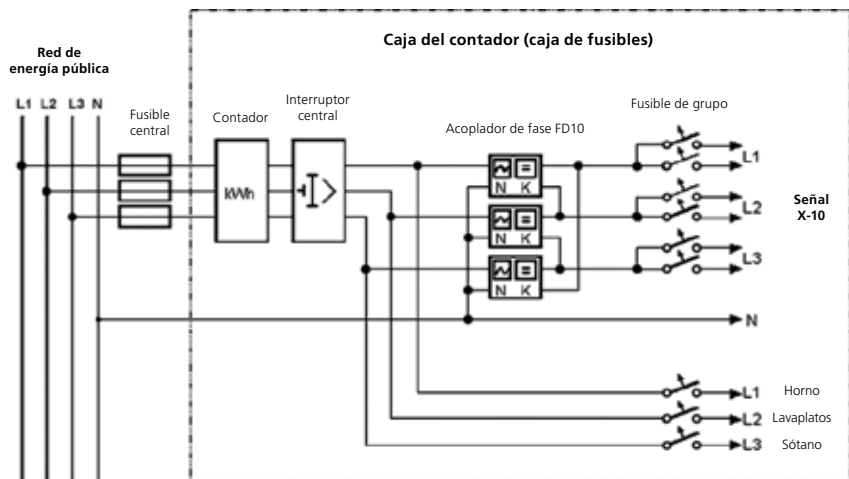 Caja del contador (caja de fusibles)
Red de
energía pública
L1 L2 L3 N
Fusible
central
Contador
Interruptor
central
Acoplador de fase FD10
Fusible de grupo
kWh
N K
N K
N K
L1
L2
L3
Señal
X-10
N
L1 Horno
L2 Lavaplatos
L3 Sótano